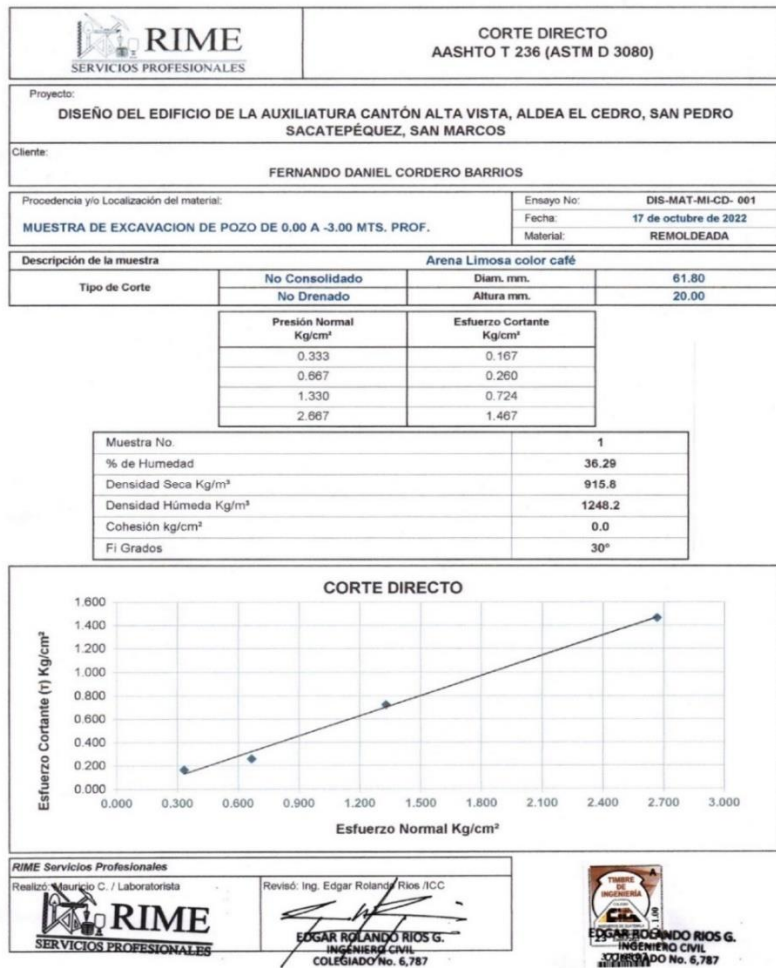 RIME
SERVICIOS PROFESIONALES
CORTE DIRECTO
AASHTO T 236 (ASTM D 3080)
Proyecto:
DISEÑO DEL EDIFICIO DE LA AUXILIATURA CANTÓN ALTA VISTA, ALDEA EL CEDRO, SAN PEDRO
SACATEPÉQUEZ, SAN MARCOS
Cliente:
FERNANDO DANIEL CORDERO BARRIOS
Procedencia y/o Localización del material:
MUESTRA DE EXCAVACION DE POZO DE 0.00 A -3.00 MTS. PROF.
Ensayo No: DIS-MAT-MI-CD- 001
Fecha: 17 de octubre de 2022
Material: REMOLDEADA
Descripción de la muestra Arena Limosa color café
Tipo de Corte
No Consolidado Diam. mm. 61.80
No Drenado Altura mm. 20.00
Presión Normal Esfuerzo Cortante
Kg/cm² Kg/cm²
0.333 0.167
0.667 0.260
1.330 0.724
2.667 1.467
Muestra No. 1
% de Humedad 36.29
Densidad Seca Kg/m³ 915.8
Densidad Húmeda Kg/m³ 1248.2
Cohesión kg/cm² 0.0
Fi Grados 30°
CORTE DIRECTO
Esfuerzo Cortante (τ) Kg/cm²
1.600
1.400
1.200
1.000
0.800
0.600
0.400
0.200
0.000
0.000 0.300 0.600 0.900 1.200 1.500 1.800 2.100 2.400 2.700 3.000
Esfuerzo Normal Kg/cm²
RIME Servicios Profesionales
Realizó: Mauricio C. / Laboratorista
RIME
SERVICIOS PROFESIONALES
Revisó: Ing. Edgar Rolando Rios /ICC
EDGAR ROLANDO RIOS G.
INGENIERO CIVIL
COLEGIADO No. 6,787
A
TIMBRE
DE
INGENIERÍA
1.00
EDGAR ROLANDO RIOS G.
INGENIERO CIVIL
COLEGIADO No. 6,787